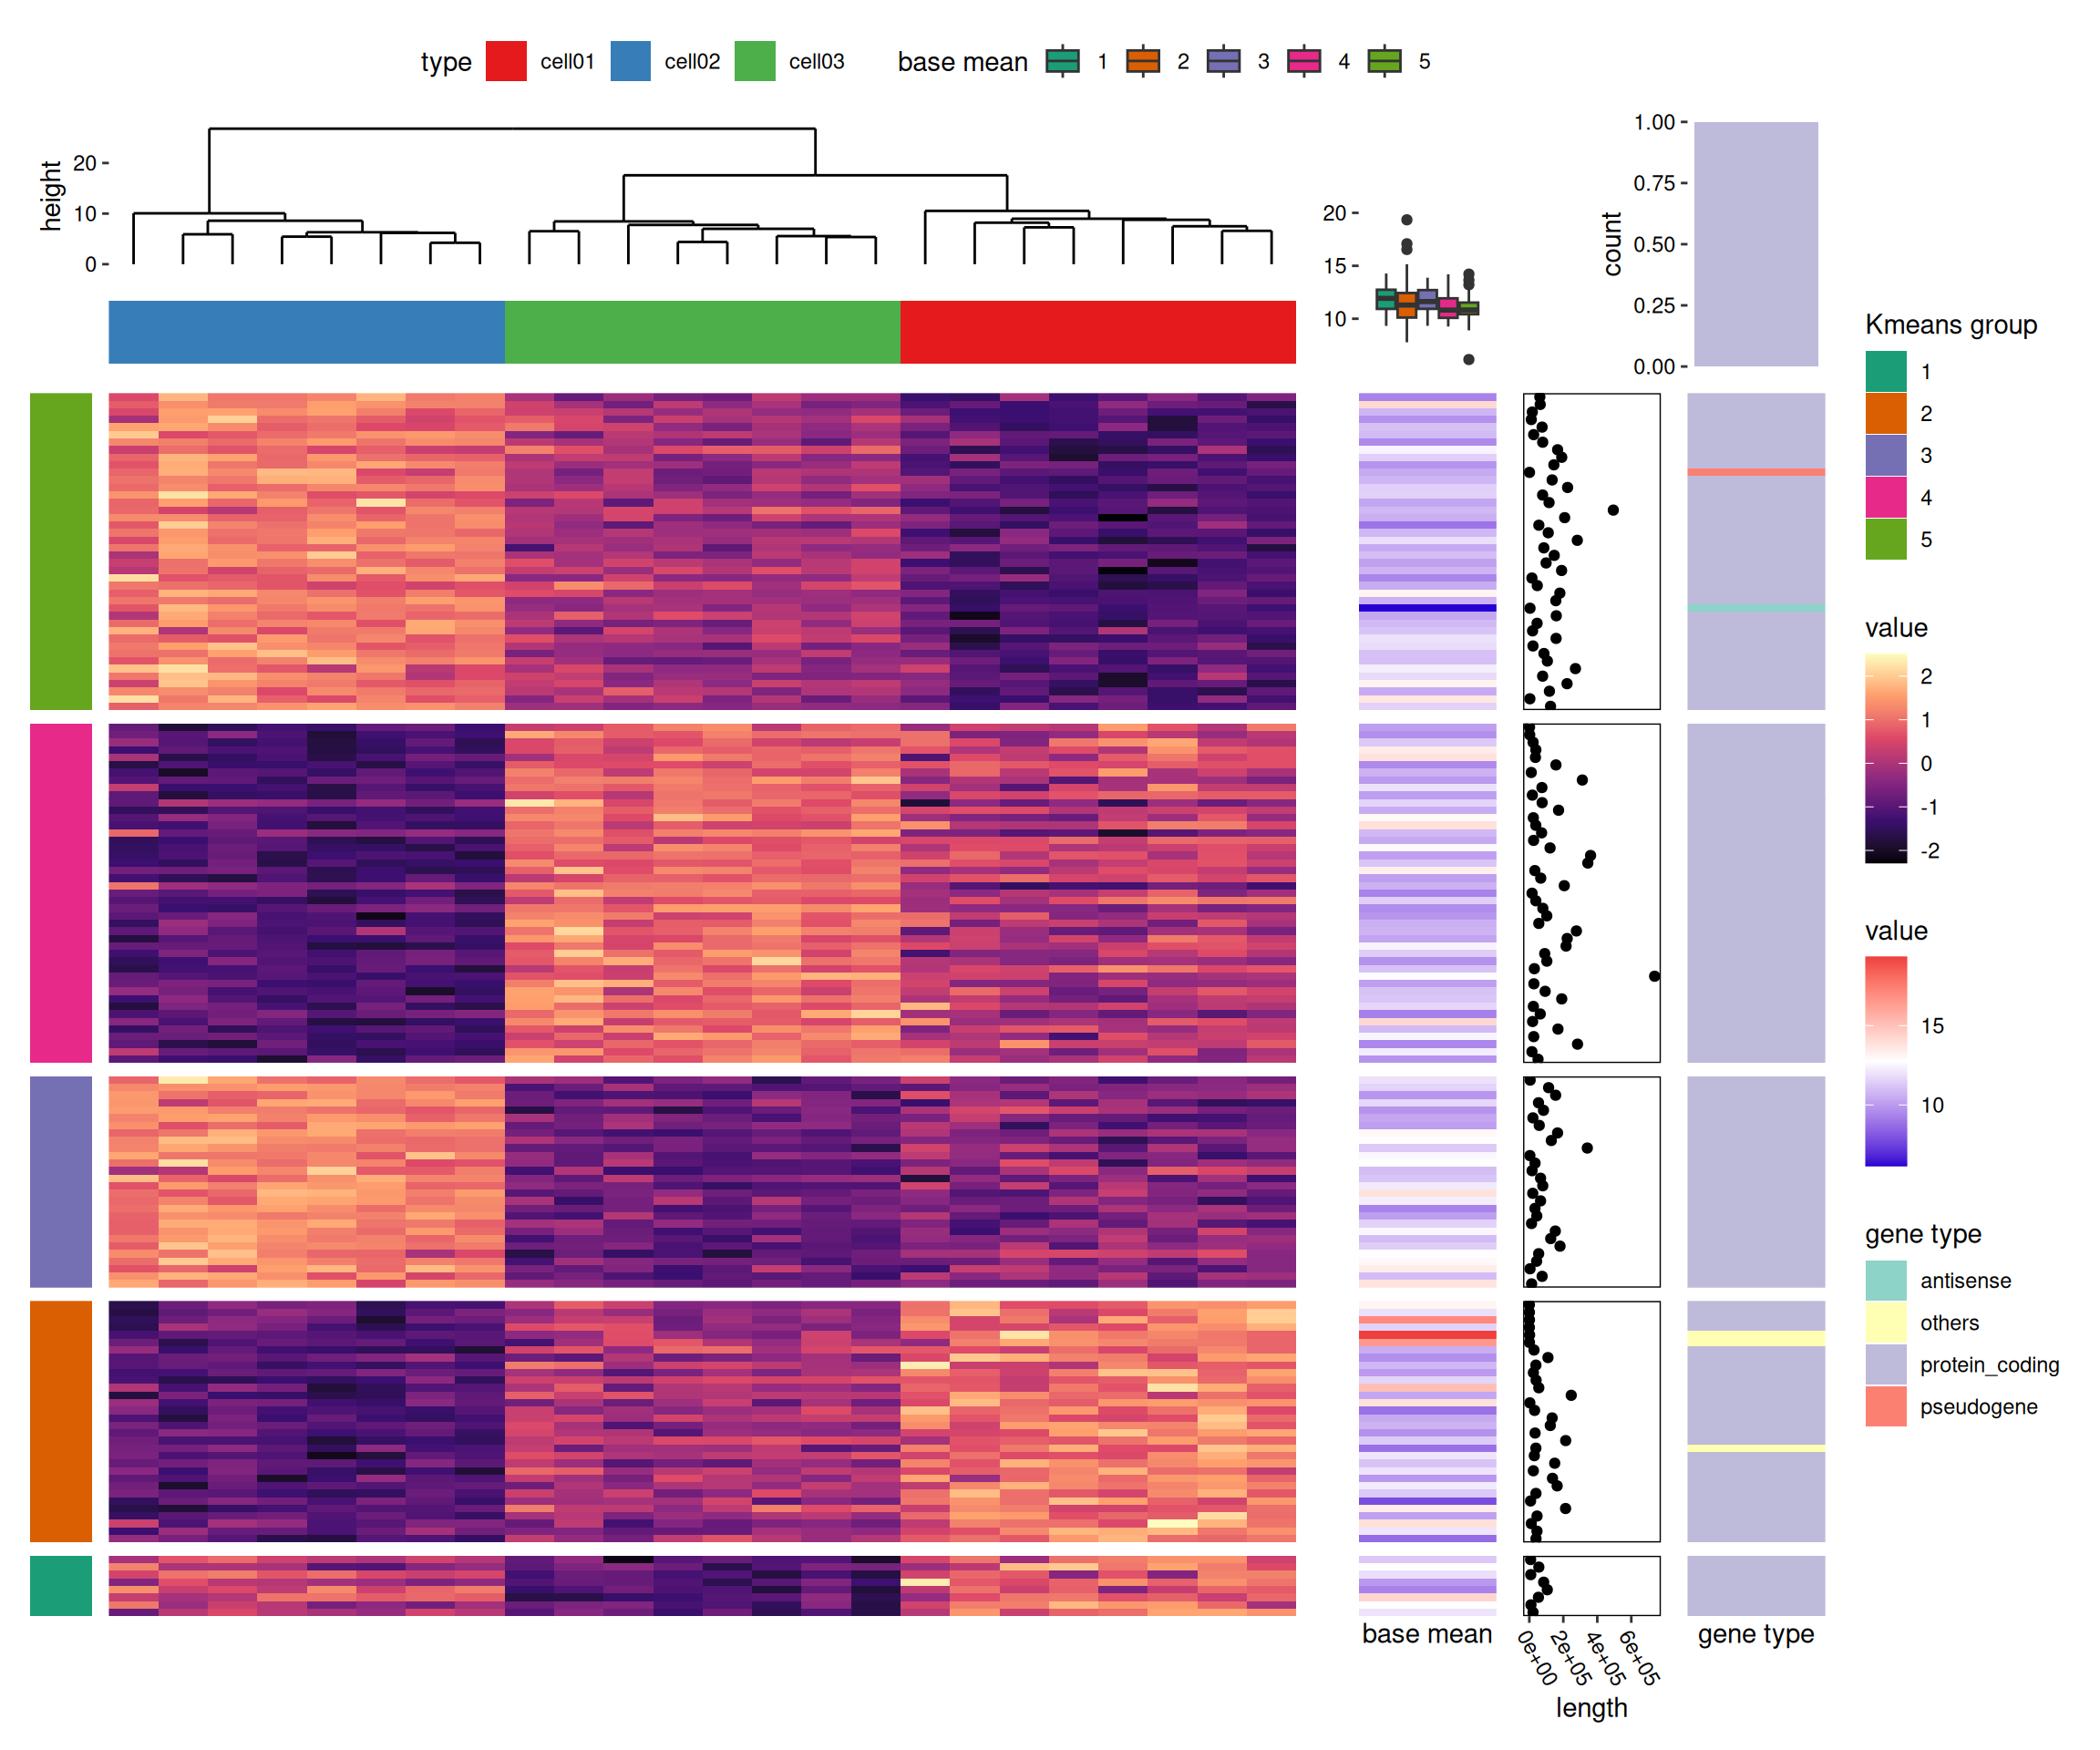 type cell01 cell02 cell03 base mean 1 2 3 4 5
height
20
10
0
20
15
10
count
1.00
0.75
0.50
0.25
0.00
Kmeans group
1
2
3
4
5
value
2
1
0
-1
-2
value
15
10
gene type
antisense
others
protein_coding
pseudogene
base mean
0e+00 2e+05 4e+05 6e+05
length
gene type